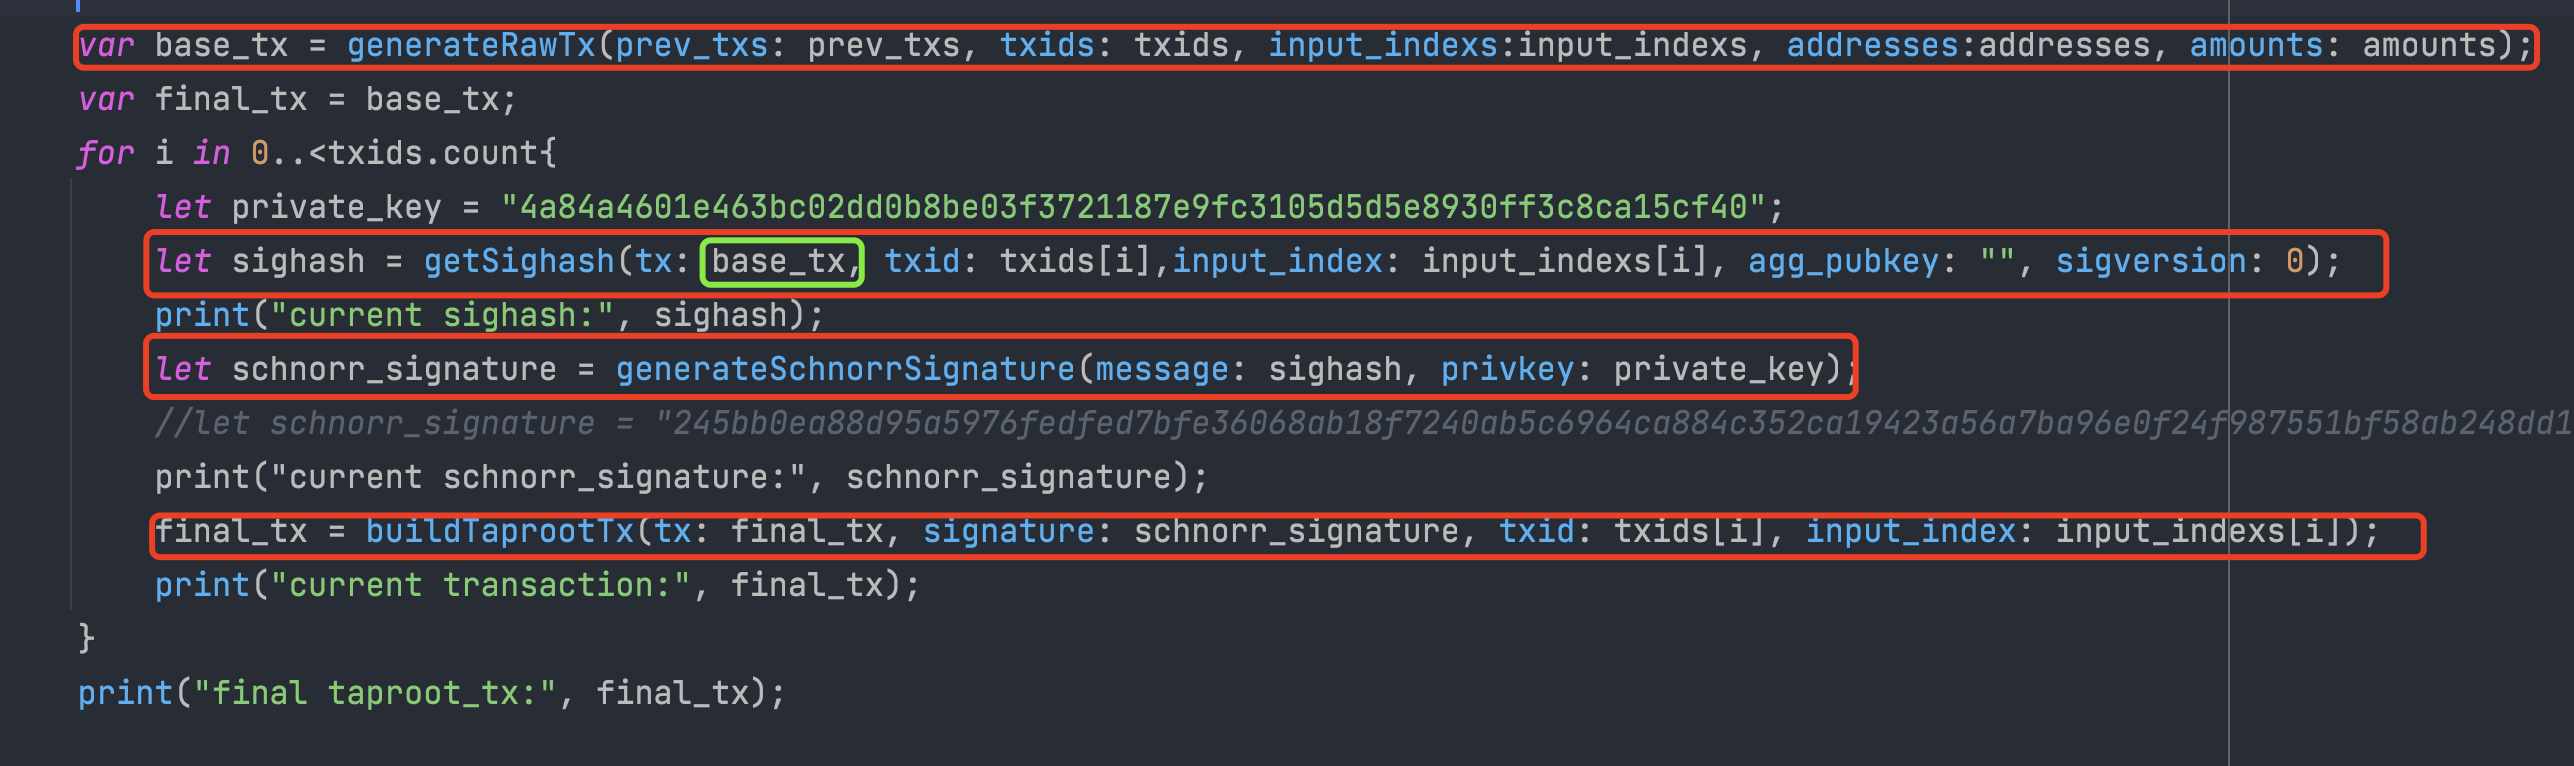 var base_tx = generateRawTx(prev_txs: prev_txs, txids: txids, input_indexs:input_indexs, addresses:addresses, amounts: amounts);
var final_tx = base_tx;
for i in 0..<txids.count{
let private_key = "4a84a4601e463bc02dd0b8be03f3721187e9fc3105d5d5e8930ff3c8ca15cf40";
let sighash = getSighash(tx: base_tx, txid: txids[i],input_index: input_indexs[i], agg_pubkey: "", sigversion: 0);
print("current sighash:", sighash);
let schnorr_signature = generateSchnorrSignature(message: sighash, privkey: private_key);
//let schnorr_signature = "245bb0ea88d95a5976fedfed7bfe36068ab18f7240ab5c6964ca884c352ca19423a56a7ba96e0f24f987551bf58ab248dd1
print("current schnorr_signature:", schnorr_signature);
final_tx = buildTaprootTx(tx: final_tx, signature: schnorr_signature, txid: txids[i], input_index: input_indexs[i]);
print("current transaction:", final_tx);
}
print("final taproot_tx:", final_tx);